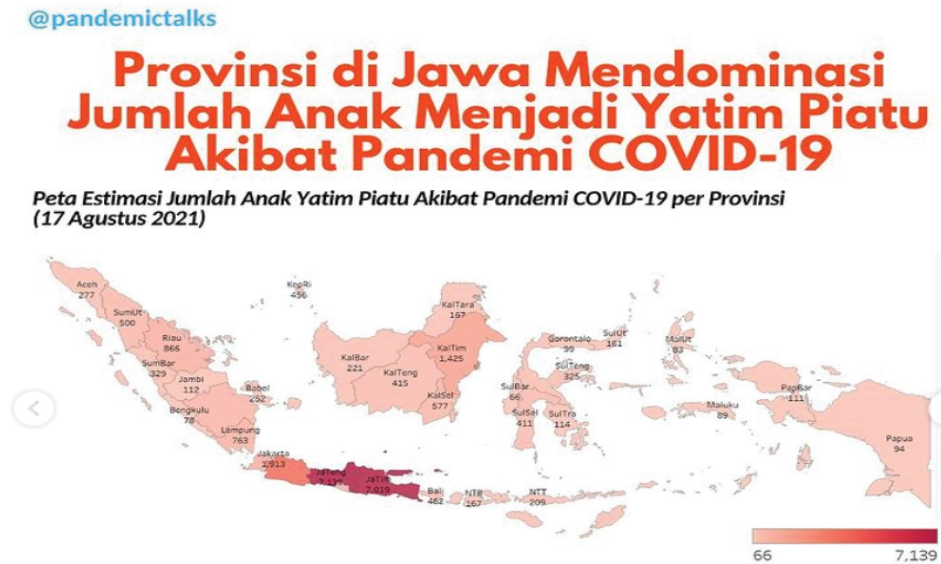 @pandemictalks
Provinsi di Jawa Mendominasi
Jumlah Anak Menjadi Yatim Piatu
Akibat Pandemi COVID-19
Peta Estimasi Jumlah Anak Yatim Piatu Akibat Pandemi COVID-19 per Provinsi
(17 Agustus 2021)
Aceh
277
KepRi
456
SumUt
500
Riau
866
SumBar
329
Jambi
112
Babel
252
Bengkulu
78
Lampung
763
Jakarta
1,913
JaTeng
JaTim
7,019
Bali
482
NTB
167
NTT
209
KalTara
167
KalTim
1,425
KalBar
221
KalTeng
415
KalSel
577
Gorontalo
99
SulUt
161
SulTeng
325
SulBar
66
SulSel
411
SulTra
114
MalUt
83
Maluku
89
PapBar
111
Papua
94
66
7,139